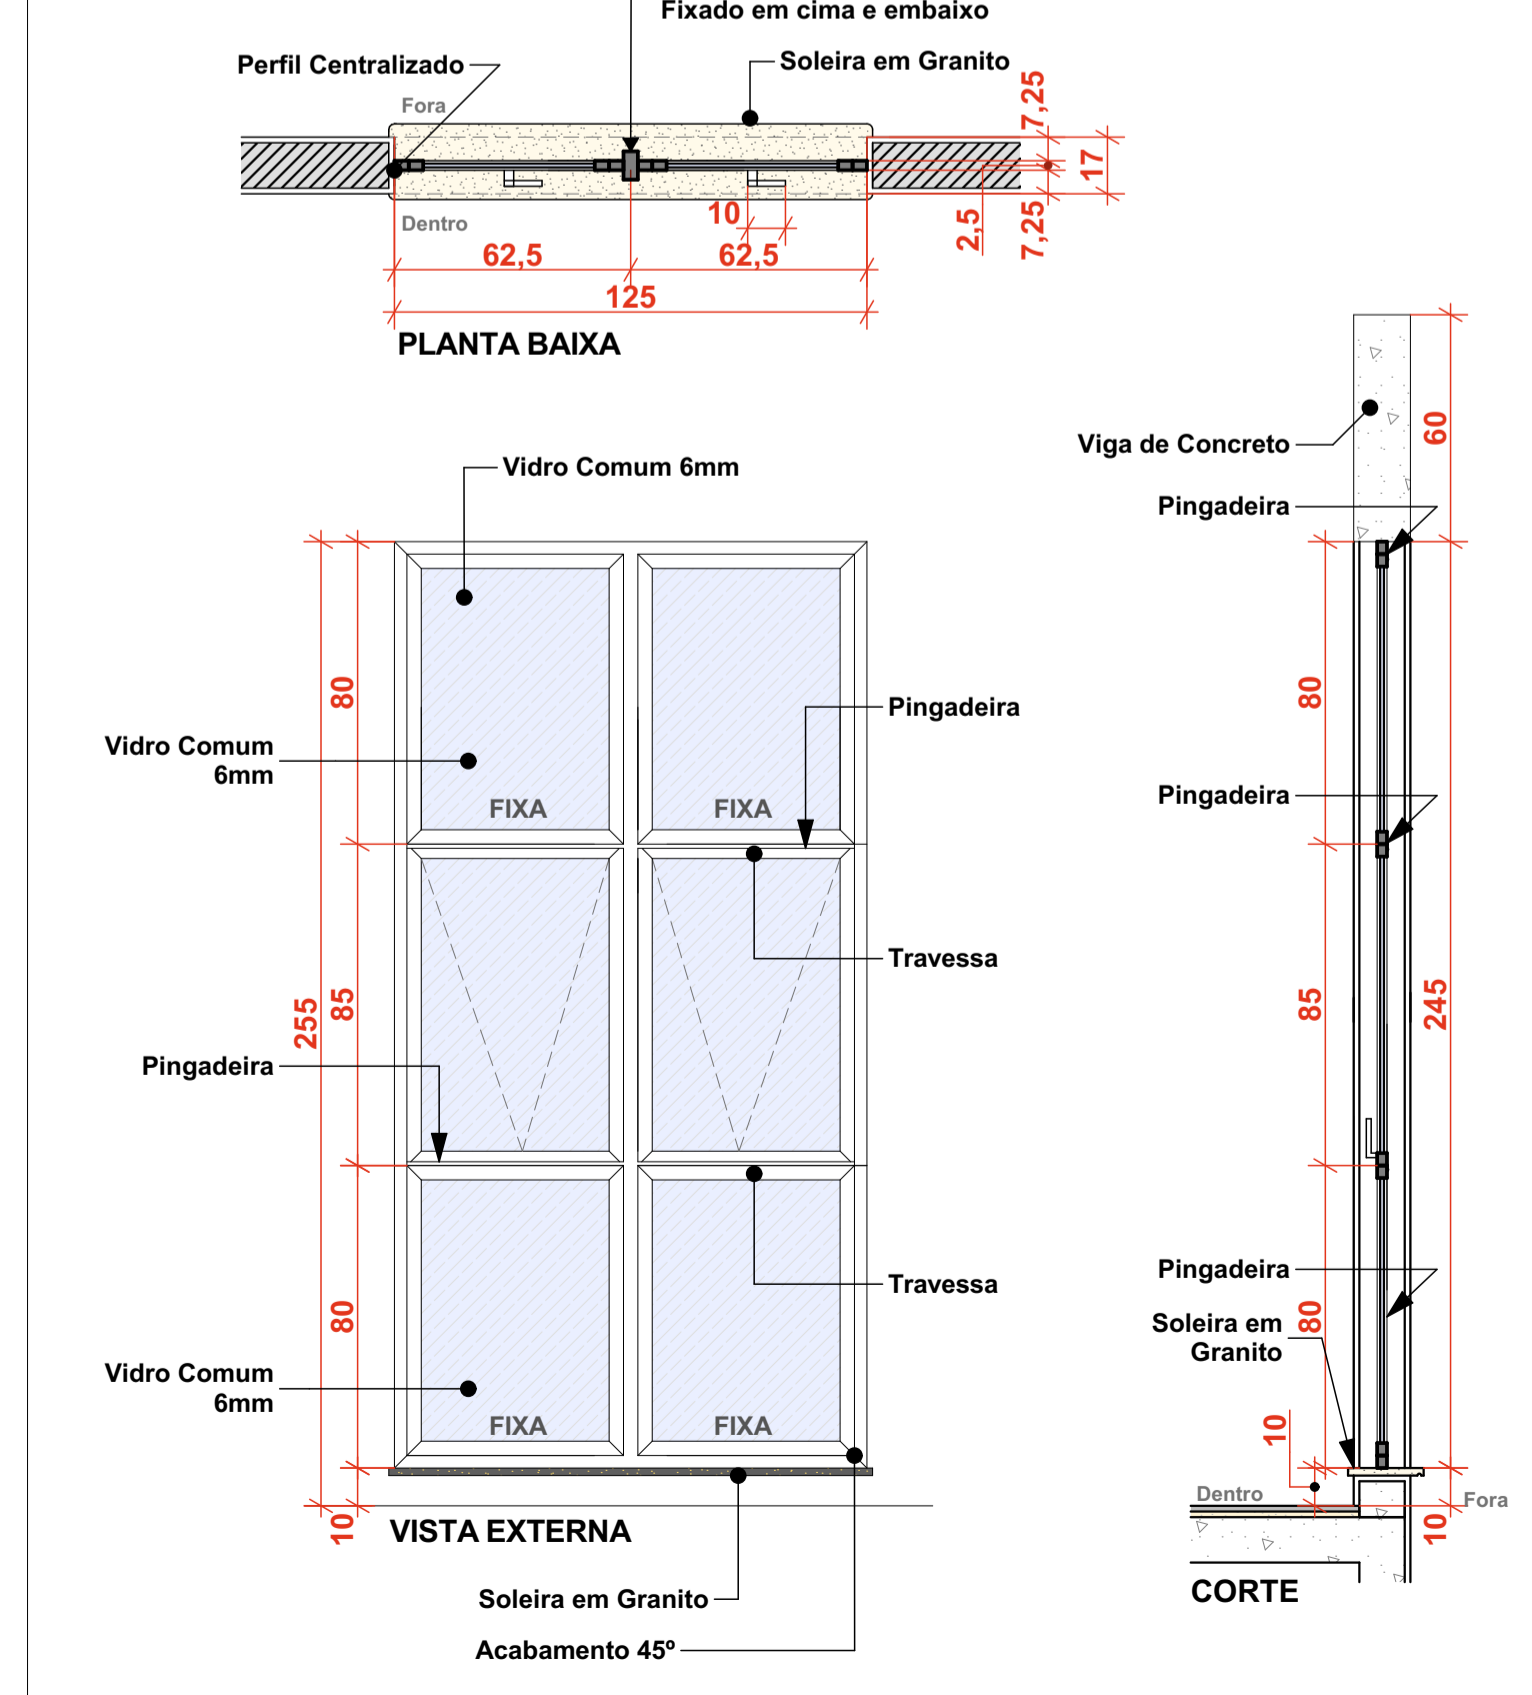 Fixado em cima e embaixo
Perfil Centralizado
Soleira em Granito
Fora
7,25
17
2,5
7,25
Dentro
10
62,5
62,5
125
PLANTA BAIXA
Vidro Comum 6mm
80
Vidro Comum
6mm
FIXA
FIXA
Pingadeira
Travessa
255
85
Pingadeira
Travessa
80
Vidro Comum
6mm
FIXA
FIXA
10
VISTA EXTERNA
Soleira em Granito
Acabamento 45º
Viga de Concreto
60
Pingadeira
80
Pingadeira
85
245
Pingadeira
80
Soleira em
Granito
10
Dentro
Fora
10
CORTE